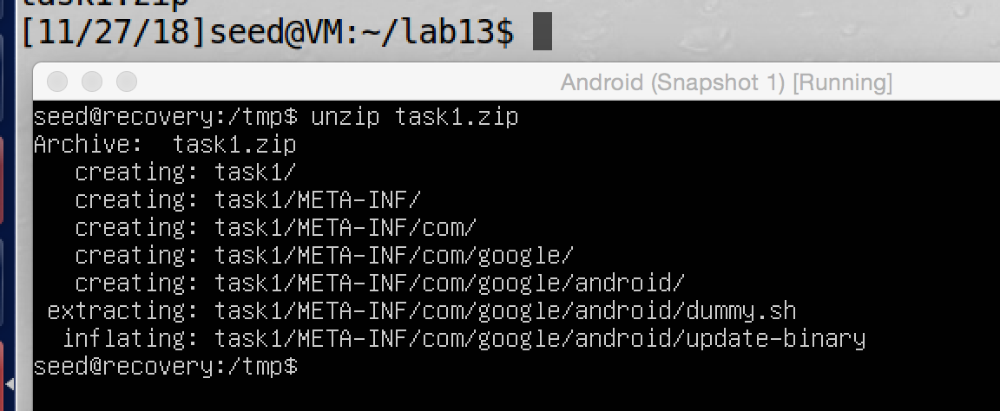 task1.zip
[11/27/18]seed@VM:~/lab13$
Android (Snapshot 1) [Running]
seed@recovery:/tmp$ unzip task1.zip
Archive:  task1.zip
   creating: task1/
   creating: task1/META-INF/
   creating: task1/META-INF/com/
   creating: task1/META-INF/com/google/
   creating: task1/META-INF/com/google/android/
 extracting: task1/META-INF/com/google/android/dummy.sh
  inflating: task1/META-INF/com/google/android/update-binary
seed@recovery:/tmp$